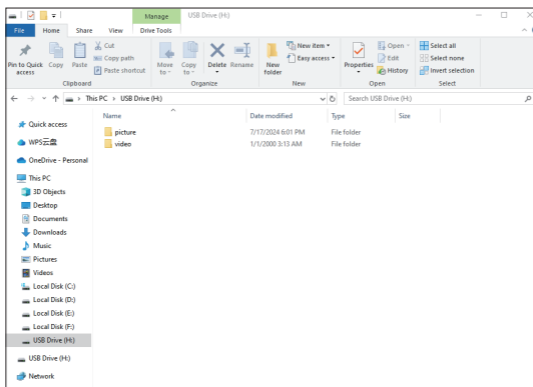 Manage
USB Drive (H:)
File
Home
Share
View
Drive Tools
Pin to Quick access
Copy
Paste
Cut
Copy path
Paste shortcut
Clipboard
Move to
Copy to
Delete
Rename
Organize
New folder
New item
Easy access
New
Properties
Open
Edit
History
Open
Select all
Select none
Invert selection
Select
This PC > USB Drive (H:)
Search USB Drive (H:)
Name
Date modified
Type
Size
picture 7/17/2024 6:01 PM File folder
video 1/1/2000 3:13 AM File folder
Quick access
WPS云盘
OneDrive - Personal
This PC
3D Objects
Desktop
Documents
Downloads
Music
Pictures
Videos
Local Disk (C:)
Local Disk (D:)
Local Disk (E:)
Local Disk (F:)
USB Drive (H:)
USB Drive (H:)
Network